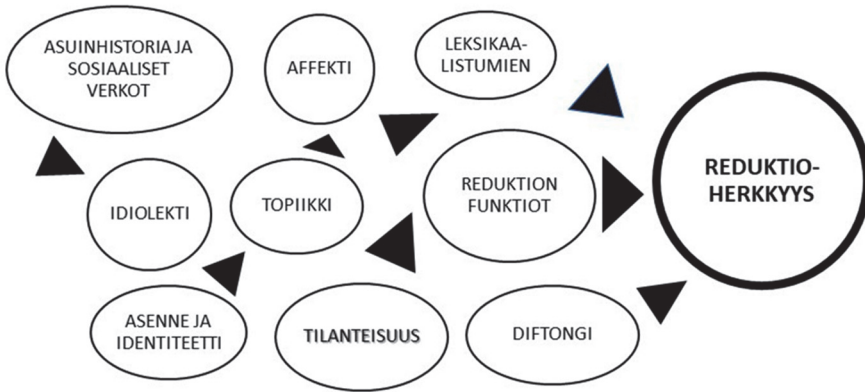 ASUINHISTORIA JA
SOSIAALISET
VERKOT
AFFEKTI
LEKSIKAA-
LISTUMIEN
IDIOLEKTI
TOPIIKKI
REDUKTION
FUNKTIOT
REDUKTIO-
HERKKYYS
ASENNE JA
IDENTITEETTI
TILANTEISUUS
DIFTONGI